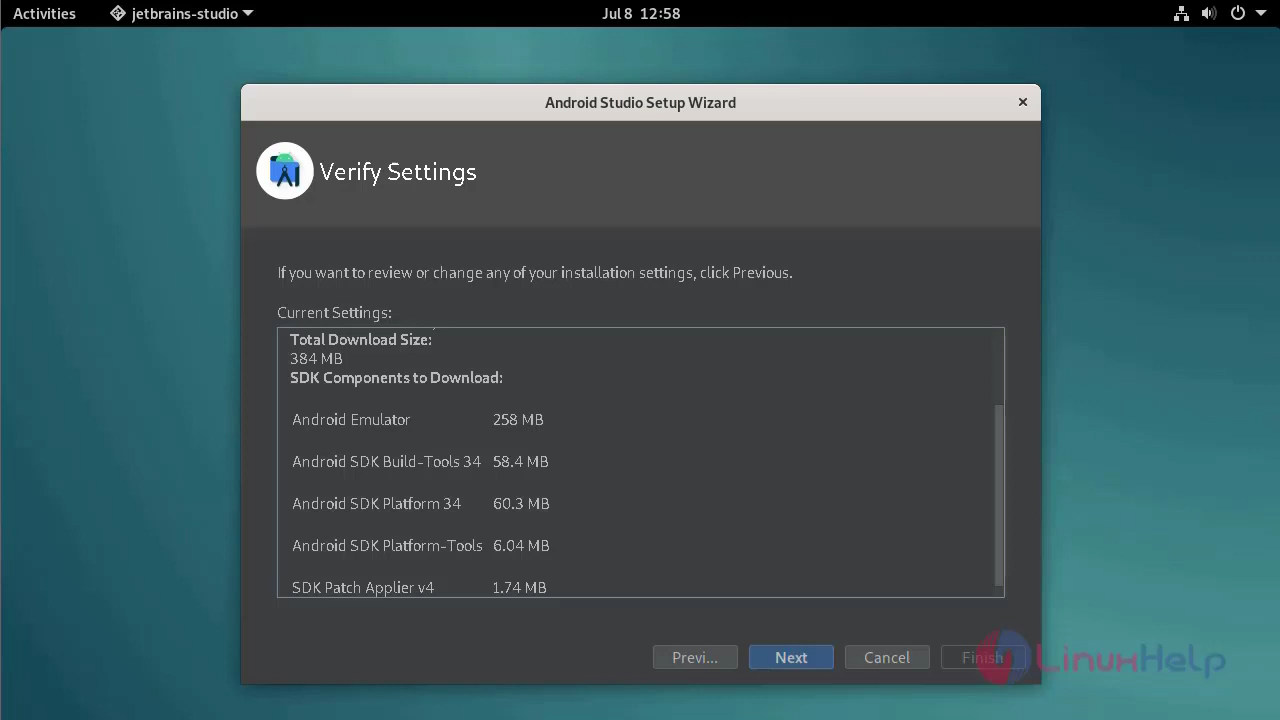 Activities jetbrains-studio Jul 8 12:58
Android Studio Setup Wizard
Verify Settings
If you want to review or change any of your installation settings, click Previous.
Current Settings:
Total Download Size:
384 MB
SDK Components to Download:
Android Emulator 258 MB
Android SDK Build-Tools 34 58.4 MB
Android SDK Platform 34 60.3 MB
Android SDK Platform-Tools 6.04 MB
SDK Patch Applier v4 1.74 MB
Previ... Next Cancel Finish
LinuxHelp